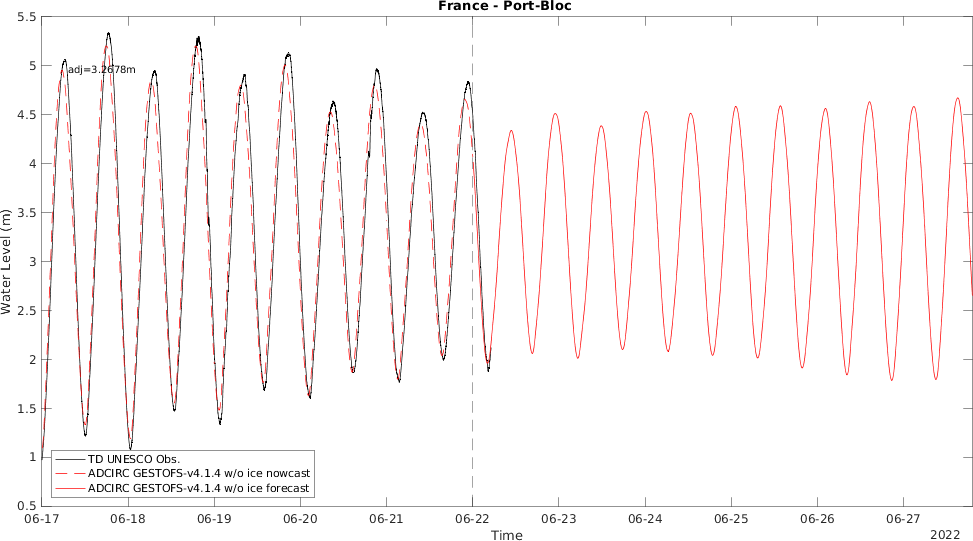 France - Port-Bloc
5.5
5
4.5
4
3.5
3
2.5
2
1.5
1
0.5
Water Level (m)
adj=3.2678m
TD UNESCO Obs.
ADCIRC GESTOFS-v4.1.4 w/o ice nowcast
ADCIRC GESTOFS-v4.1.4 w/o ice forecast
06-17 06-18 06-19 06-20 06-21 06-22 06-23 06-24 06-25 06-26 06-27
Time
2022